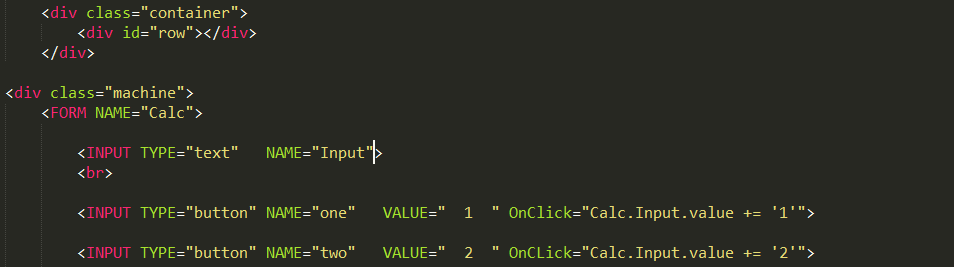 <div class="container">
<div id="row"></div>
</div>
<div class="machine">
<FORM NAME="Calc">
<INPUT TYPE="text"   NAME="Input">
<br>
<INPUT TYPE="button" NAME="one"   VALUE="  1  " OnClick="Calc.Input.value += '1'">
<INPUT TYPE="button" NAME="two"   VALUE="  2  " OnCLick="Calc.Input.value += '2'">